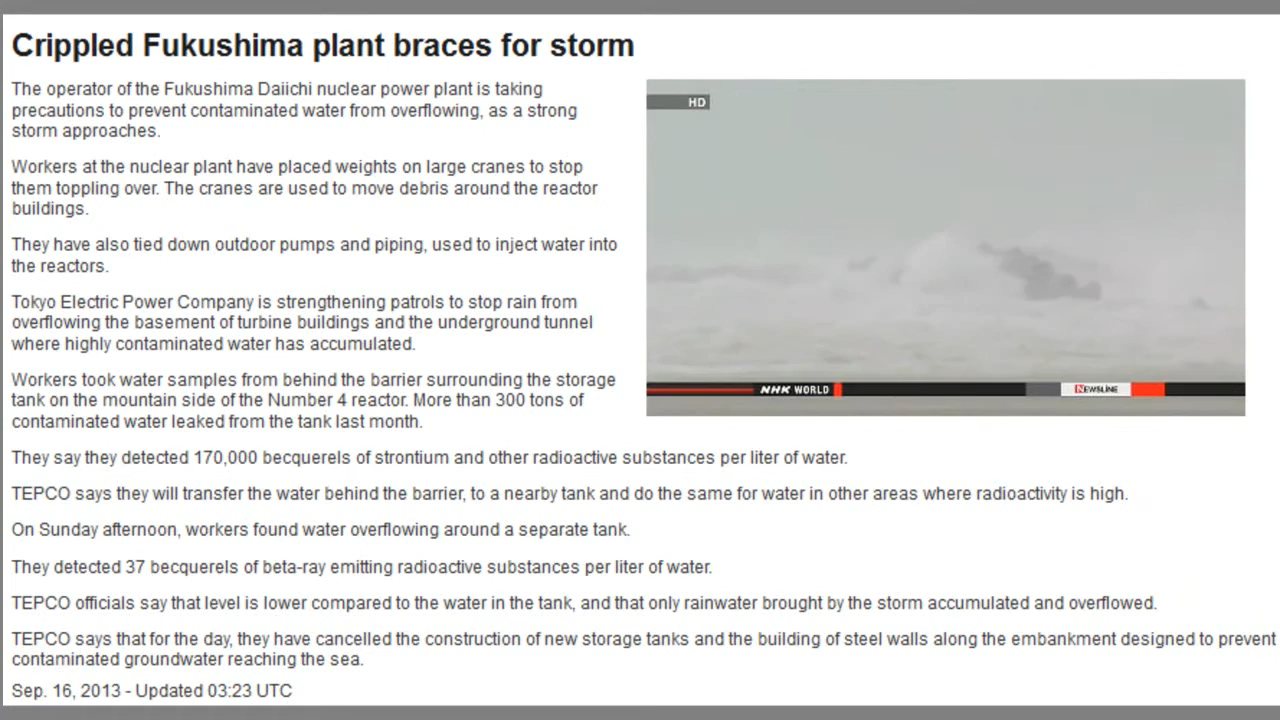 Crippled Fukushima plant braces for storm
The operator of the Fukushima Daiichi nuclear power plant is taking
precautions to prevent contaminated water from overflowing, as a strong
storm approaches.
Workers at the nuclear plant have placed weights on large cranes to stop
them toppling over. The cranes are used to move debris around the reactor
buildings.
They have also tied down outdoor pumps and piping, used to inject water into
the reactors.
Tokyo Electric Power Company is strengthening patrols to stop rain from
overflowing the basement of turbine buildings and the underground tunnel
where highly contaminated water has accumulated.
Workers took water samples from behind the barrier surrounding the storage
tank on the mountain side of the Number 4 reactor. More than 300 tons of
contaminated water leaked from the tank last month.
HD
NHK WORLD
NEWSLINE
They say they detected 170,000 becquerels of strontium and other radioactive substances per liter of water.
TEPCO says they will transfer the water behind the barrier, to a nearby tank and do the same for water in other areas where radioactivity is high.
On Sunday afternoon, workers found water overflowing around a separate tank.
They detected 37 becquerels of beta-ray emitting radioactive substances per liter of water.
TEPCO officials say that level is lower compared to the water in the tank, and that only rainwater brought by the storm accumulated and overflowed.
TEPCO says that for the day, they have cancelled the construction of new storage tanks and the building of steel walls along the embankment designed to prevent
contaminated groundwater reaching the sea.
Sep. 16, 2013 - Updated 03:23 UTC